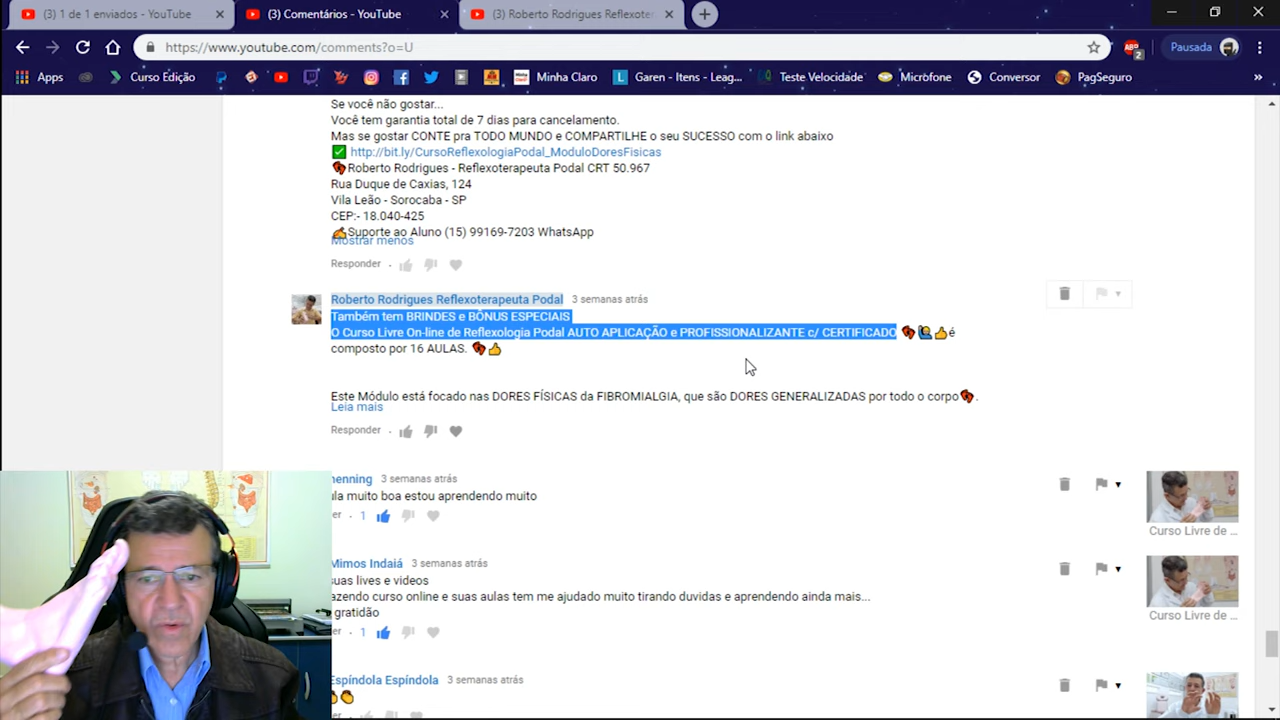 (3) 1 de 1 enviados - YouTube
(3) Comentários - YouTube
(3) Roberto Rodrigues Reflexoter
https://www.youtube.com/comments?o=U
ABP
2
Pausada
Apps
Curso Edição
Minha Claro
Garen - Itens - Leag...
Teste Velocidade
Microfone
Conversor
PagSeguro
»
Se você não gostar...
Você tem garantia total de 7 dias para cancelamento.
Mas se gostar CONTE pra TODO MUNDO e COMPARTILHE o seu SUCESSO com o link abaixo
✅ http://bit.ly/CursoReflexologiaPodal_ModuloDoresFisicas
👣Roberto Rodrigues - Reflexoterapeuta Podal CRT 50.967
Rua Duque de Caxias, 124
Vila Leão - Sorocaba - SP
CEP:- 18.040-425
✍Suporte ao Aluno (15) 99169-7203 WhatsApp
Mostrar menos
Responder .
Roberto Rodrigues Reflexoterapeuta Podal 3 semanas atrás
Também tem BRINDES e BÔNUS ESPECIAIS
O Curso Livre On-line de Reflexologia Podal AUTO APLICAÇÃO e PROFISSIONALIZANTE c/ CERTIFICADO 👣🙋👍é
composto por 16 AULAS. 👣👍
Este Módulo está focado nas DORES FÍSICAS da FIBROMIALGIA, que são DORES GENERALIZADAS por todo o corpo👣.
Leia mais
Responder .
henning 3 semanas atrás
ula muito boa estou aprendendo muito
er . 1
Curso Livre de ...
Mimos Indaiá 3 semanas atrás
suas lives e videos
azendo curso online e suas aulas tem me ajudado muito tirando duvidas e aprendendo ainda mais...
gratidão
er . 1
Curso Livre de ...
Espíndola Espíndola 3 semanas atrás